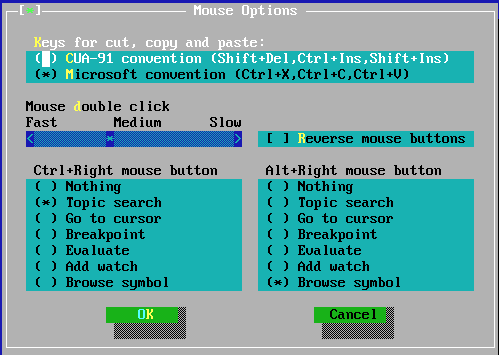 [*] Mouse Options
Keys for cut, copy and paste:
( ) CUA-91 convention (Shift+Del,Ctrl+Ins,Shift+Ins)
(*) Microsoft convention (Ctrl+X,Ctrl+C,Ctrl+V)
Mouse double click
Fast Medium Slow
[ ] Reverse mouse buttons
Ctrl+Right mouse button
( ) Nothing
(*) Topic search
( ) Go to cursor
( ) Breakpoint
( ) Evaluate
( ) Add watch
( ) Browse symbol
Alt+Right mouse button
( ) Nothing
( ) Topic search
( ) Go to cursor
( ) Breakpoint
( ) Evaluate
( ) Add watch
(*) Browse symbol
OK
Cancel